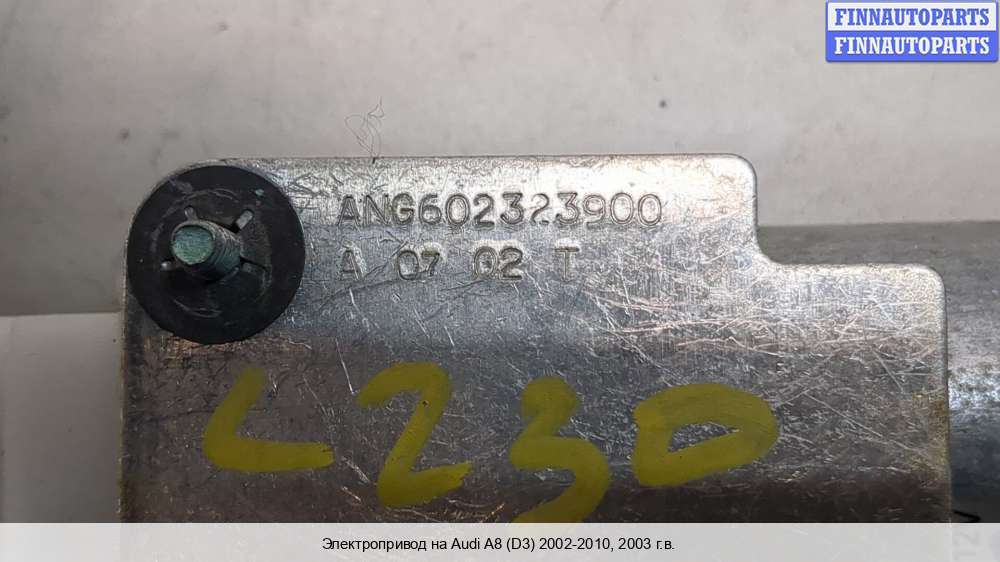 FINNAUTOPARTS
FINNAUTOPARTS
ANG602323900
A 07 02 T
L230
Электропривод на Audi A8 (D3) 2002-2010, 2003 г.в.